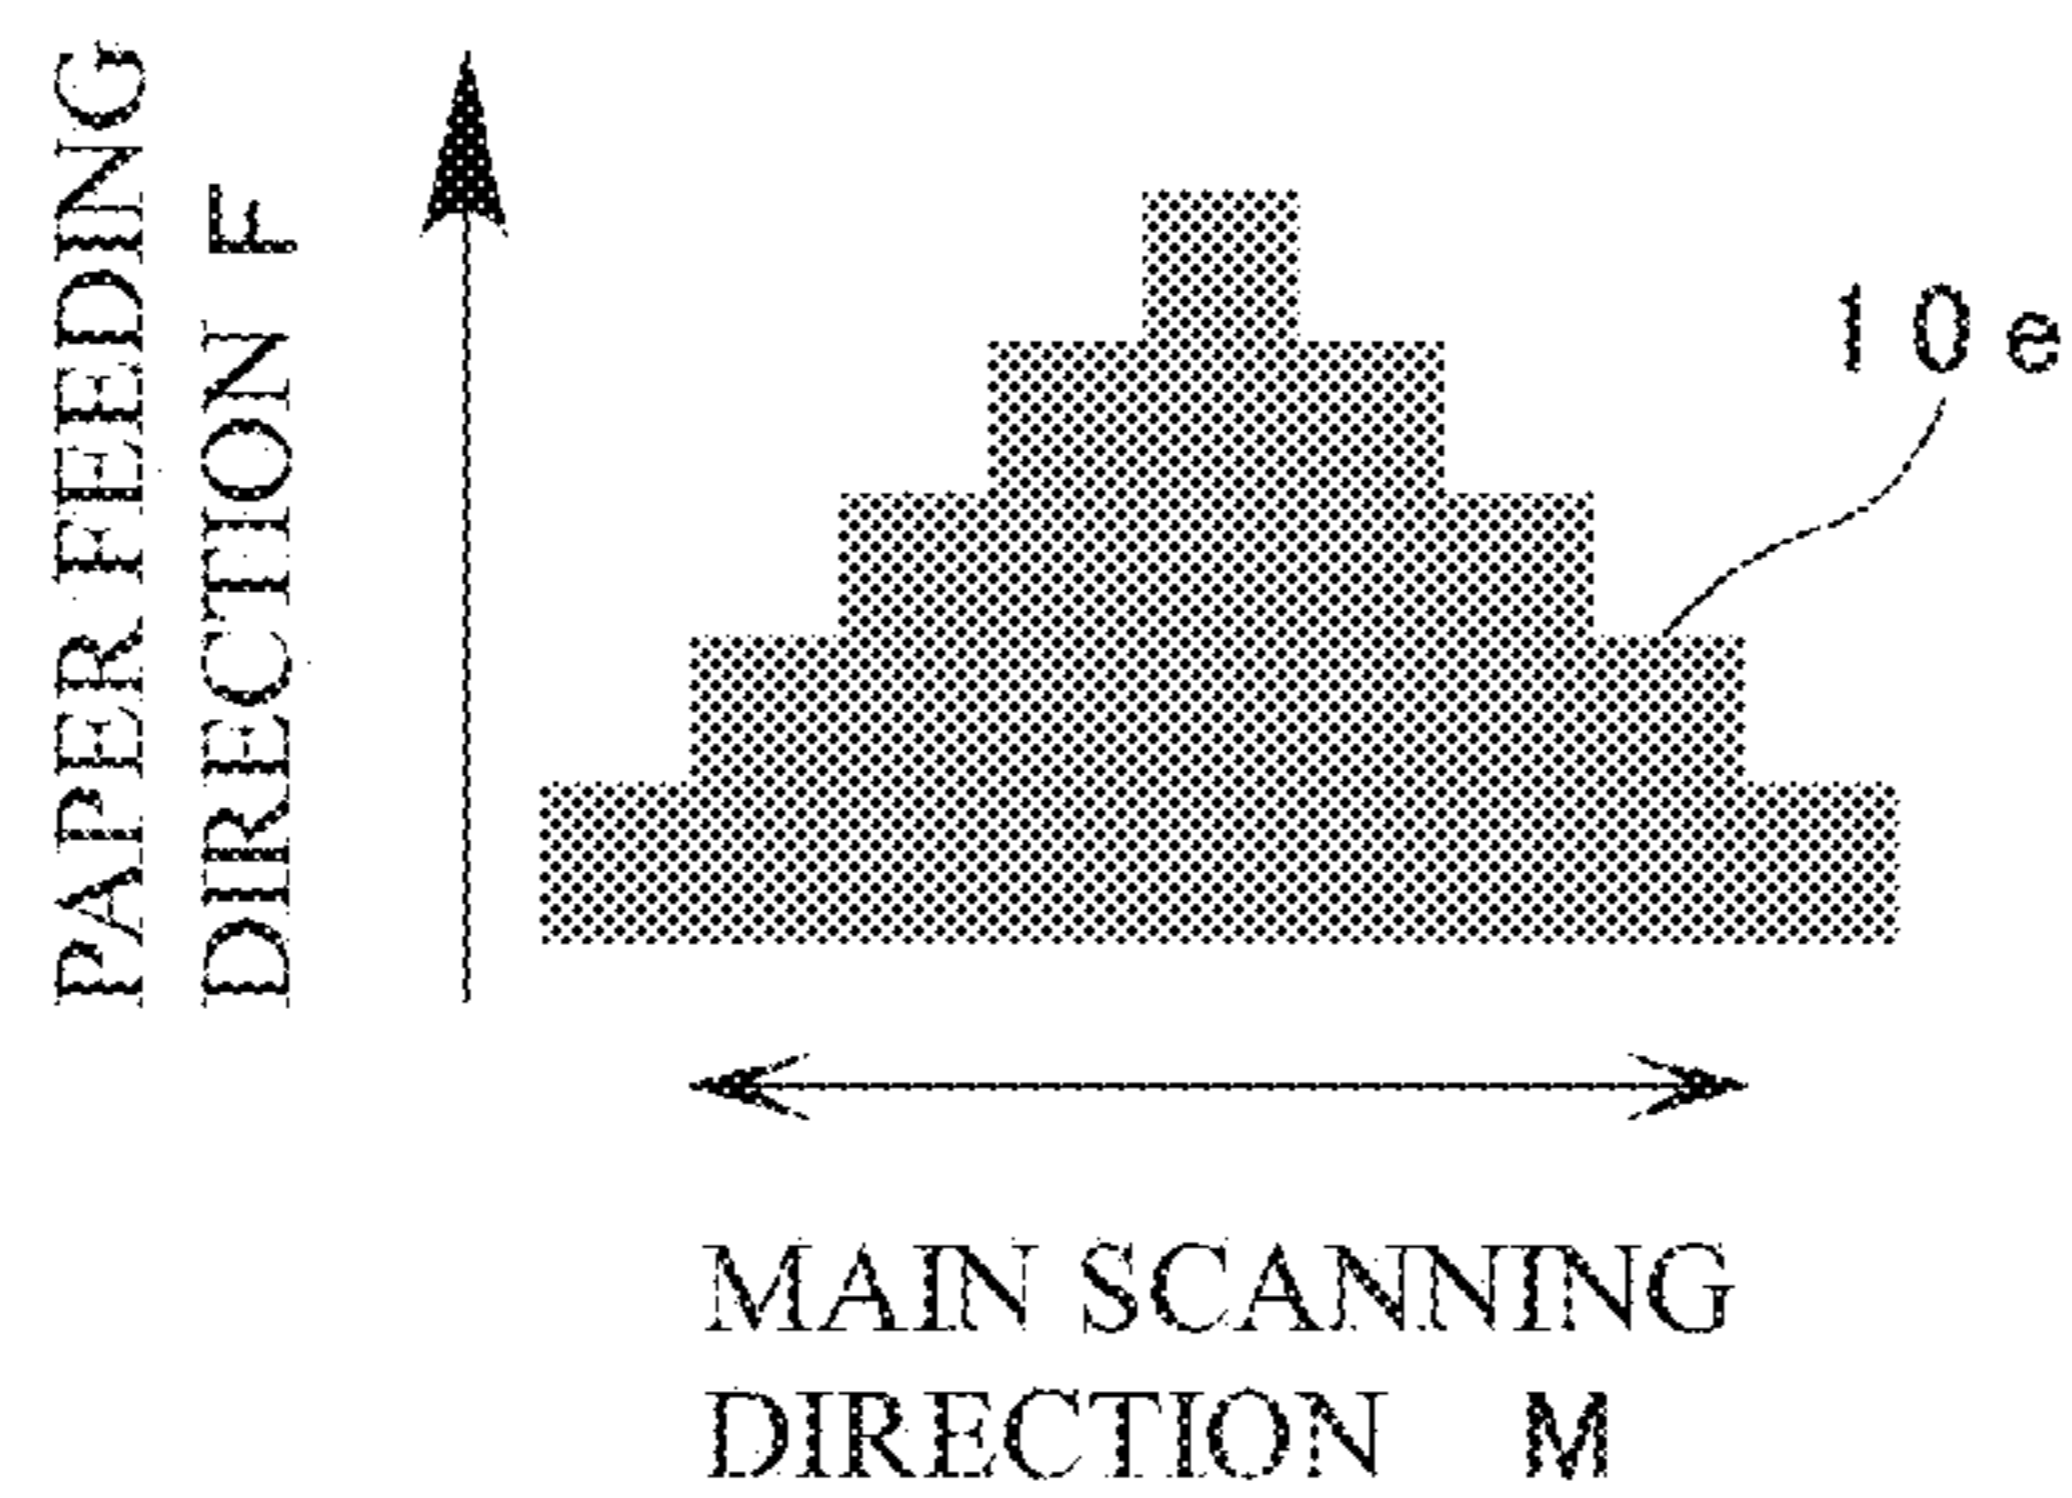 PAPER FEEDING
DIRECTION F
10e
MAIN SCANNING
DIRECTION M